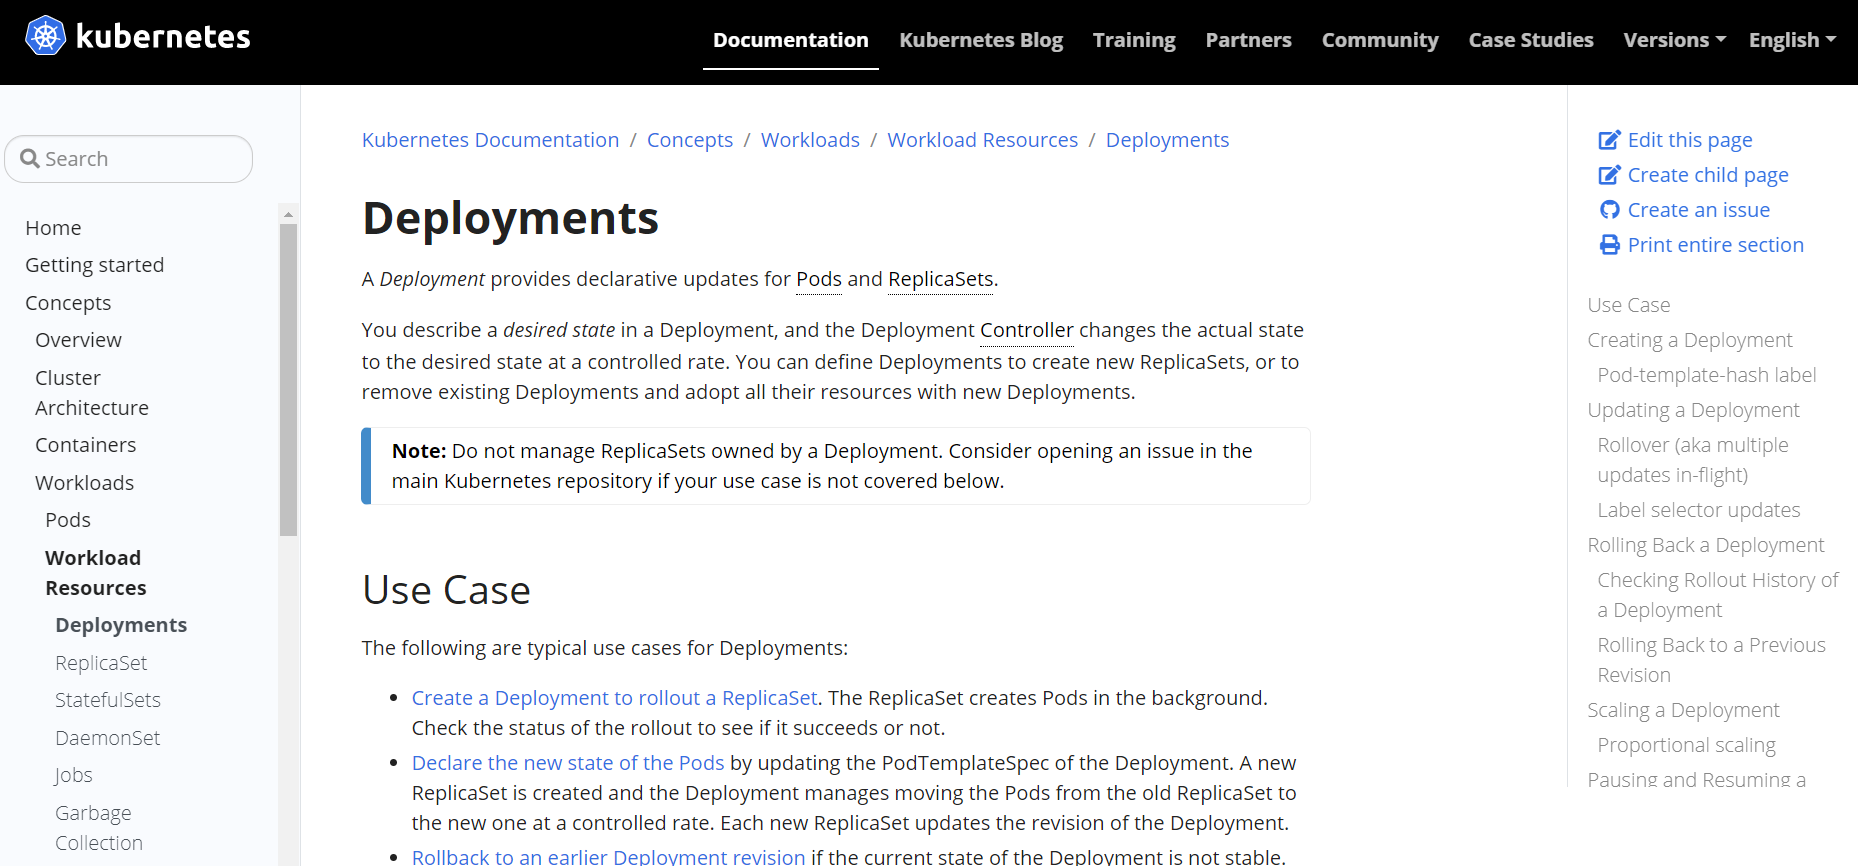 kubernetes
Documentation Kubernetes Blog Training Partners Community Case Studies Versions English
Search
Home
Getting started
Concepts
Overview
Cluster
Architecture
Containers
Workloads
Pods
Workload
Resources
Deployments
ReplicaSet
StatefulSets
DaemonSet
Jobs
Garbage
Collection
Kubernetes Documentation / Concepts / Workloads / Workload Resources / Deployments
Deployments
A Deployment provides declarative updates for Pods and ReplicaSets.
You describe a desired state in a Deployment, and the Deployment Controller changes the actual state
to the desired state at a controlled rate. You can define Deployments to create new ReplicaSets, or to
remove existing Deployments and adopt all their resources with new Deployments.
Note: Do not manage ReplicaSets owned by a Deployment. Consider opening an issue in the
main Kubernetes repository if your use case is not covered below.
Use Case
The following are typical use cases for Deployments:
• Create a Deployment to rollout a ReplicaSet. The ReplicaSet creates Pods in the background.
Check the status of the rollout to see if it succeeds or not.
• Declare the new state of the Pods by updating the PodTemplateSpec of the Deployment. A new
ReplicaSet is created and the Deployment manages moving the Pods from the old ReplicaSet to
the new one at a controlled rate. Each new ReplicaSet updates the revision of the Deployment.
• Rollback to an earlier Deployment revision if the current state of the Deployment is not stable.
Edit this page
Create child page
Create an issue
Print entire section
Use Case
Creating a Deployment
Pod-template-hash label
Updating a Deployment
Rollover (aka multiple
updates in-flight)
Label selector updates
Rolling Back a Deployment
Checking Rollout History of
a Deployment
Rolling Back to a Previous
Revision
Scaling a Deployment
Proportional scaling
Pausing and Resuming a